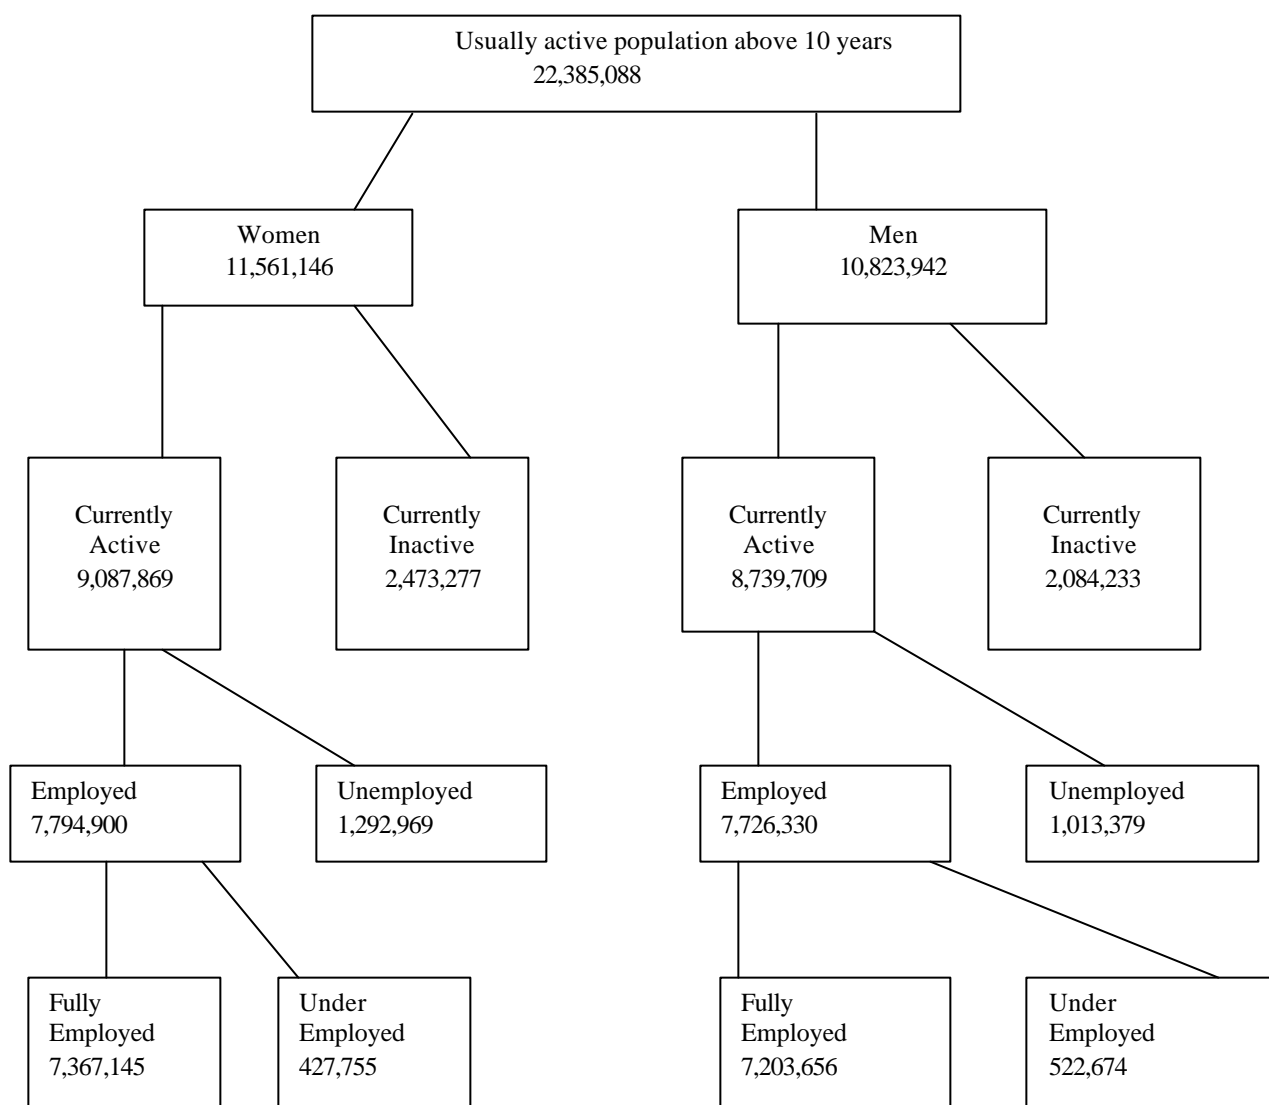 Usually active population above 10 years
22,385,088
Women
11,561,146
Men
10,823,942
Currently
Active
9,087,869
Currently
Inactive
2,473,277
Currently
Active
8,739,709
Currently
Inactive
2,084,233
Employed
7,794,900
Unemployed
1,292,969
Employed
7,726,330
Unemployed
1,013,379
Fully
Employed
7,367,145
Under
Employed
427,755
Fully
Employed
7,203,656
Under
Employed
522,674